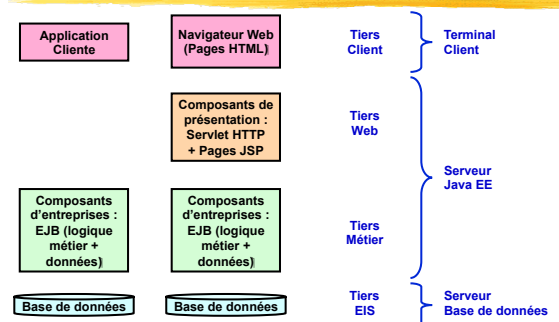 Application
Cliente
Navigateur Web
(Pages HTML)
Tiers
Client
Terminal
Client
Composants de
présentation :
Servlet HTTP
+ Pages JSP
Tiers
Web
Serveur
Java EE
Composants
d'entreprises :
EJB (logique
métier +
données)
Composants
d'entreprises :
EJB (logique
métier +
données)
Tiers
Métier
Base de données
Base de données
Tiers
EIS
Serveur
Base de données